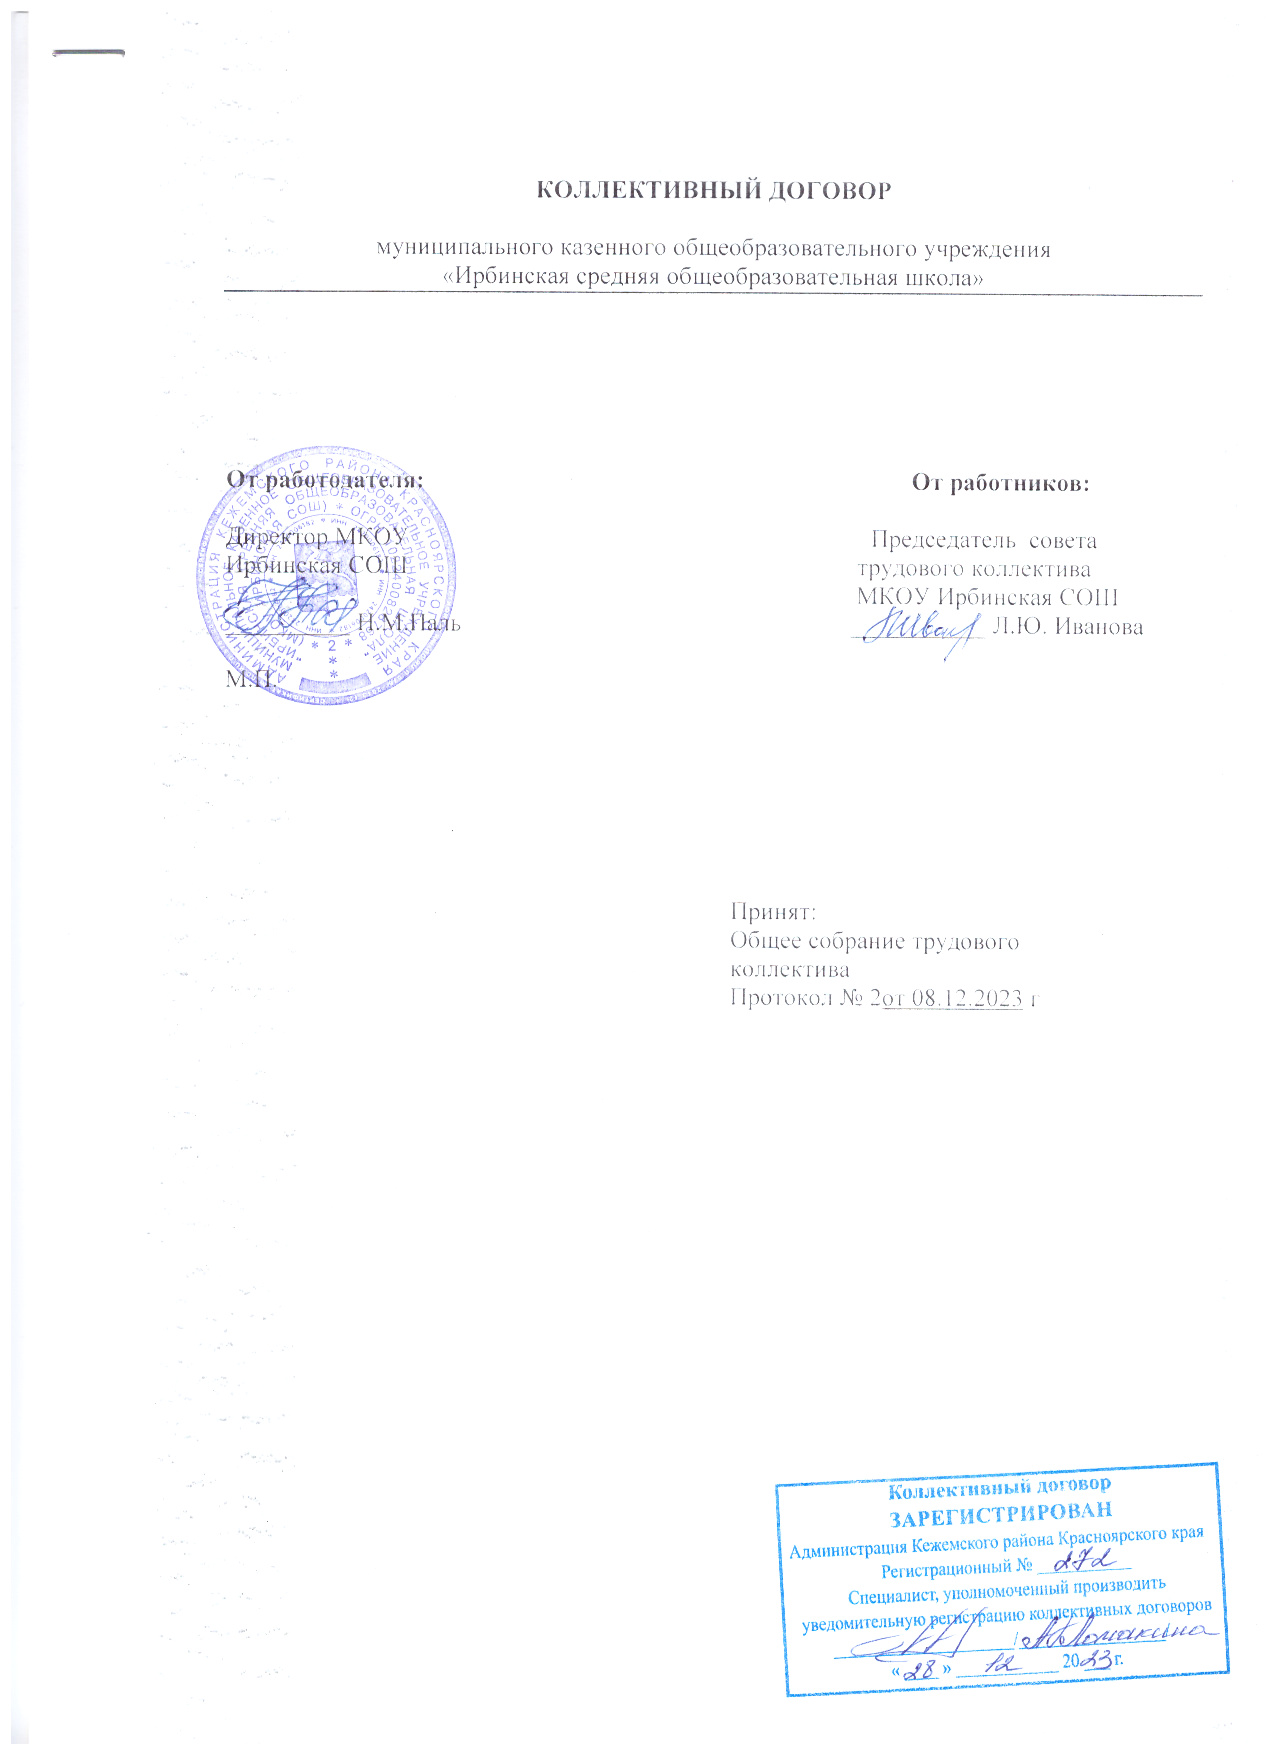 КОЛЛЕКТИВНЫЙ ДОГОВОР
муниципального казенного общеобразовательного учреждения
«Ирбинская средняя общеобразовательная школа»
От работодателя:
Директор МКОУ
Ирбинская СОШ
Н.М.Паль
М.П.
От работников:
Председатель совета
трудового коллектива
МКОУ Ирбинская СОШ
Л.Ю. Иванова
Принят:
Общее собрание трудового
коллектива
Протокол № 2от 08.12.2023 г
Коллективный договор
ЗАРЕГИСТРИРОВАН
Администрация Кежемского района Красноярского края
Регистрационный № 272
Специалист, уполномоченный производить
уведомительную регистрацию коллективных договоров
/ Ломакина
« 28 » 12 2023 г.